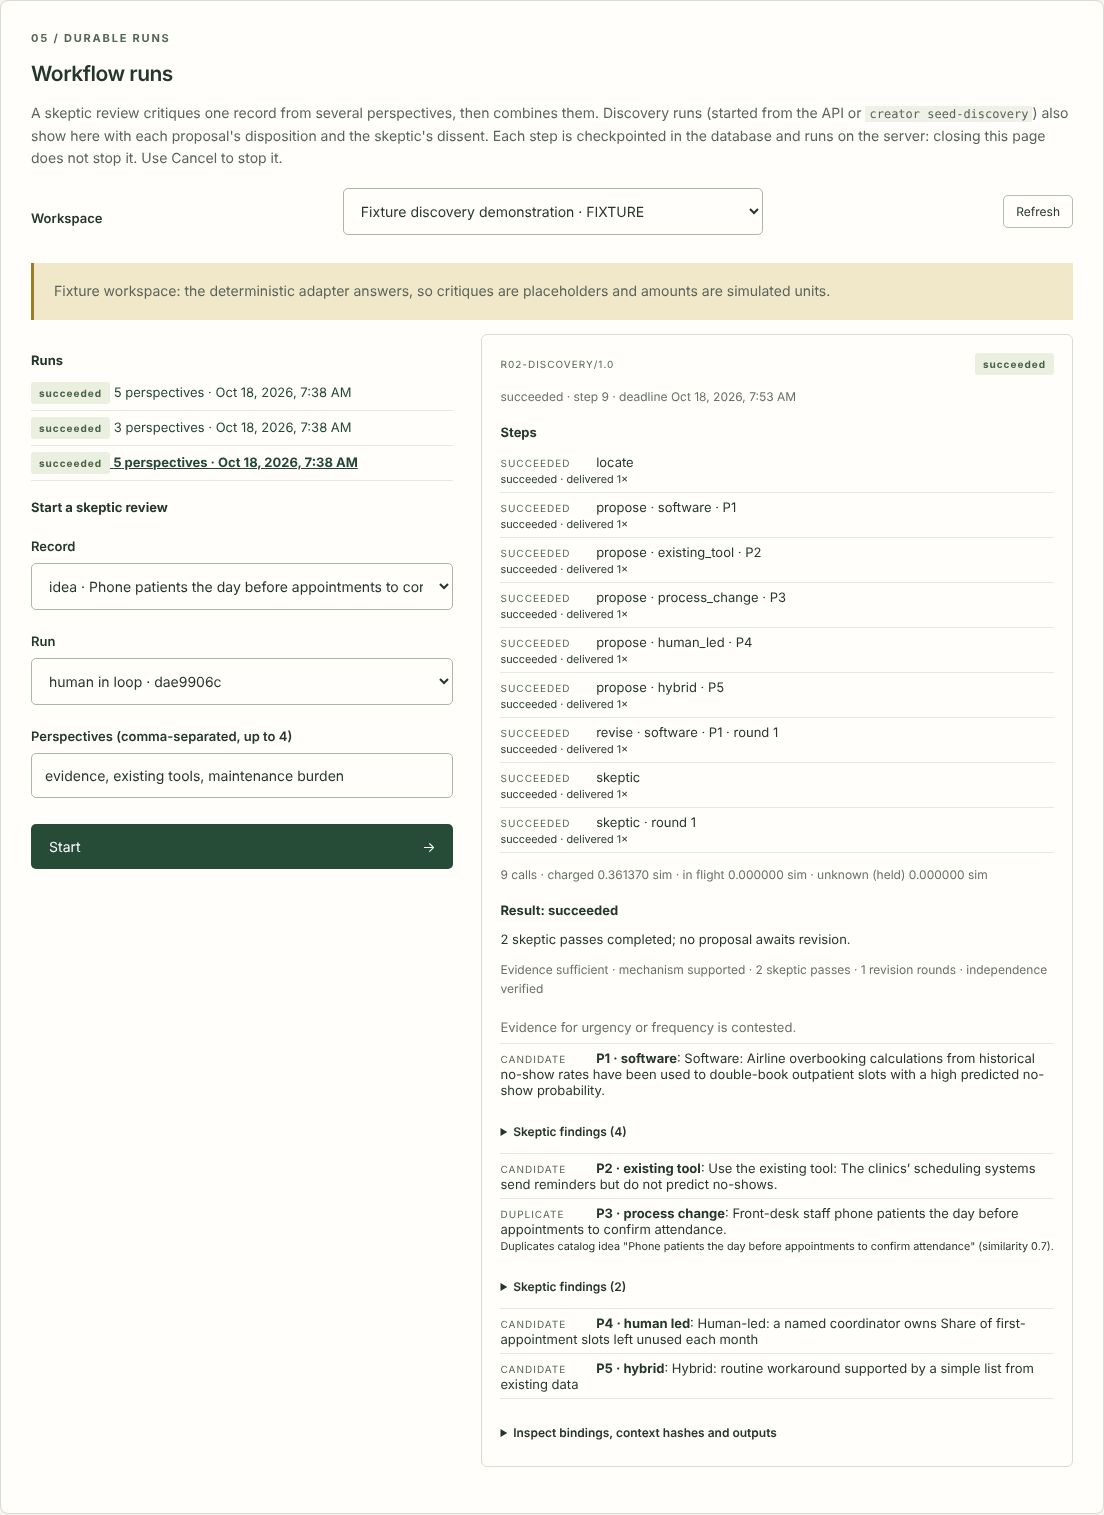 05 / DURABLE RUNS
Workflow runs
A skeptic review critiques one record from several perspectives, then combines them. Discovery runs (started from the API or creator seed-discovery) also
show here with each proposal's disposition and the skeptic's dissent. Each step is checkpointed in the database and runs on the server: closing this page
does not stop it. Use Cancel to stop it.
Workspace
Fixture discovery demonstration · FIXTURE
Refresh
Fixture workspace: the deterministic adapter answers, so critiques are placeholders and amounts are simulated units.
Runs
succeeded 5 perspectives · Oct 18, 2026, 7:38 AM
succeeded 3 perspectives · Oct 18, 2026, 7:38 AM
succeeded 5 perspectives · Oct 18, 2026, 7:38 AM
Start a skeptic review
Record
idea · Phone patients the day before appointments to cor
Run
human in loop · dae9906c
Perspectives (comma-separated, up to 4)
evidence, existing tools, maintenance burden
Start →
R02-DISCOVERY/1.0
succeeded
succeeded · step 9 · deadline Oct 18, 2026, 7:53 AM
Steps
SUCCEEDED locate
succeeded · delivered 1×
SUCCEEDED propose · software · P1
succeeded · delivered 1×
SUCCEEDED propose · existing_tool · P2
succeeded · delivered 1×
SUCCEEDED propose · process_change · P3
succeeded · delivered 1×
SUCCEEDED propose · human_led · P4
succeeded · delivered 1×
SUCCEEDED propose · hybrid · P5
succeeded · delivered 1×
SUCCEEDED revise · software · P1 · round 1
succeeded · delivered 1×
SUCCEEDED skeptic
succeeded · delivered 1×
SUCCEEDED skeptic · round 1
succeeded · delivered 1×
9 calls · charged 0.361370 sim · in flight 0.000000 sim · unknown (held) 0.000000 sim
Result: succeeded
2 skeptic passes completed; no proposal awaits revision.
Evidence sufficient · mechanism supported · 2 skeptic passes · 1 revision rounds · independence
verified
Evidence for urgency or frequency is contested.
CANDIDATE P1 · software: Software: Airline overbooking calculations from historical
no-show rates have been used to double-book outpatient slots with a high predicted no-
show probability.
▶ Skeptic findings (4)
CANDIDATE P2 · existing tool: Use the existing tool: The clinics’ scheduling systems
send reminders but do not predict no-shows.
DUPLICATE P3 · process change: Front-desk staff phone patients the day before
appointments to confirm attendance.
Duplicates catalog idea "Phone patients the day before appointments to confirm attendance" (similarity 0.7).
▶ Skeptic findings (2)
CANDIDATE P4 · human led: Human-led: a named coordinator owns Share of first-
appointment slots left unused each month
CANDIDATE P5 · hybrid: Hybrid: routine workaround supported by a simple list from
existing data
▶ Inspect bindings, context hashes and outputs